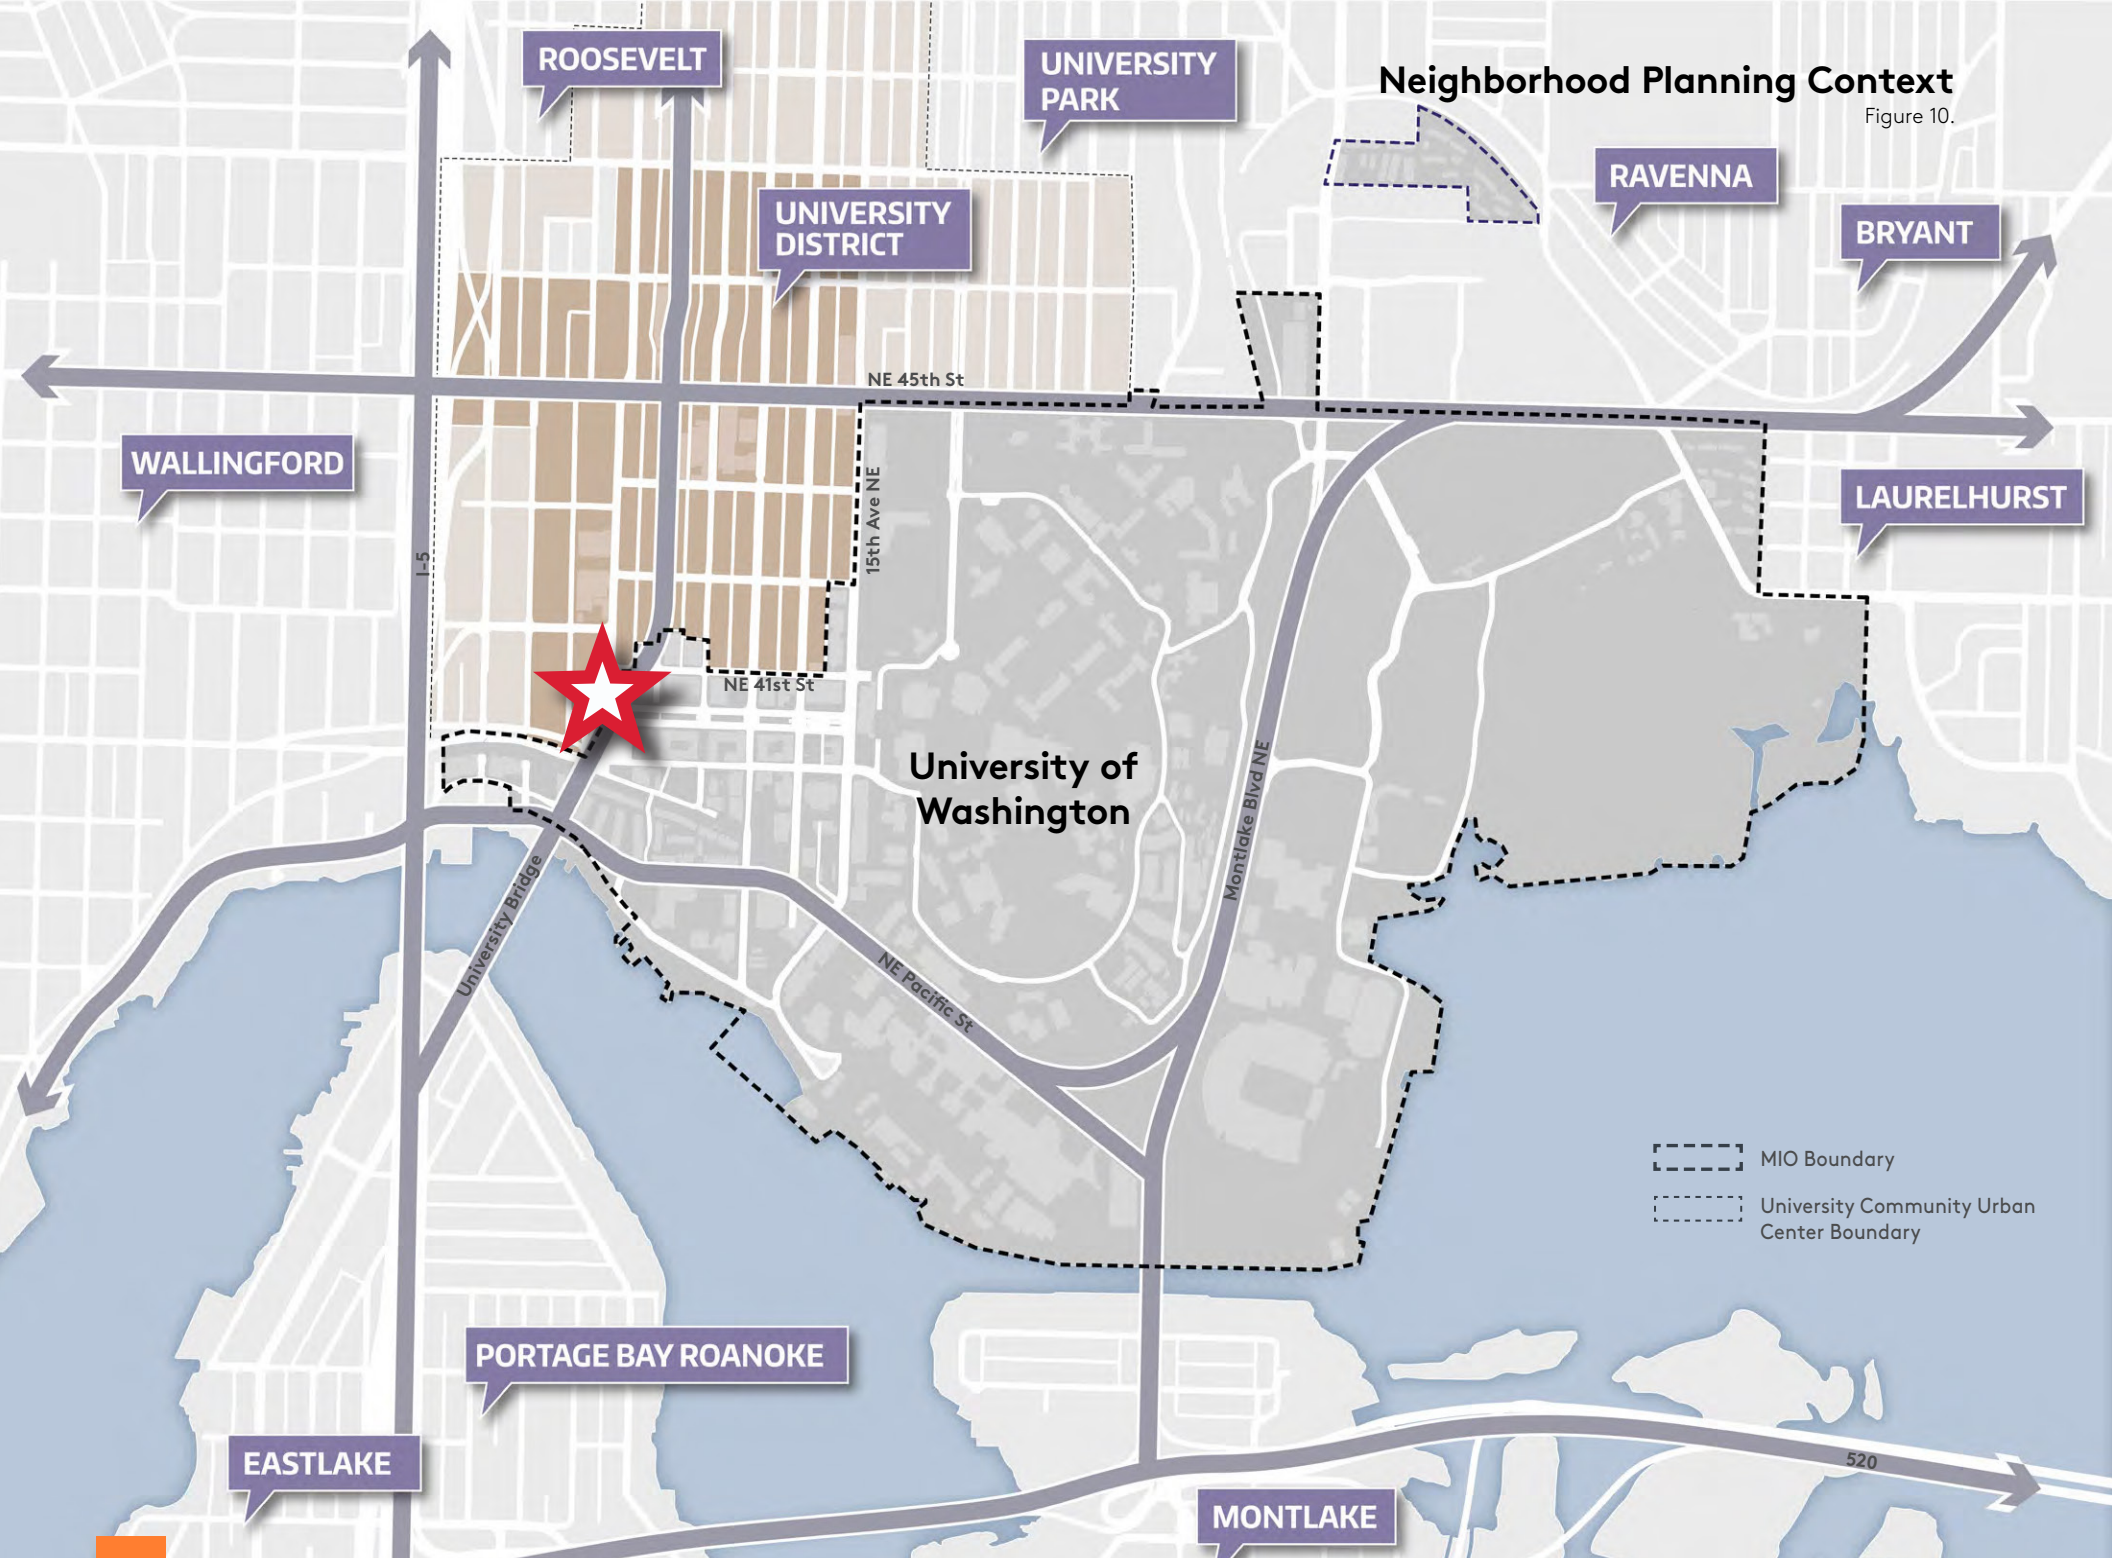 ROOSEVELT
UNIVERSITY
PARK
Neighborhood Planning Context
Figure 10.
RAVENNA
UNIVERSITY
DISTRICT
BRYANT
NE 45th St
WALLINGFORD
15th Ave NE
LAURELHURST
I-5
NE 41st St
University of
Washington
Montlake Blvd NE
University Bridge
NE Pacific St
MIO Boundary
University Community Urban
Center Boundary
PORTAGE BAY ROANOKE
EASTLAKE
520
MONTLAKE